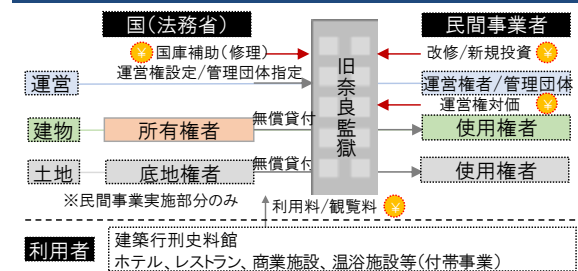 国(法務省)
民間事業者
国庫補助(修理)
改修/新規投資
運営
運営権設定/管理団体指定
旧奈良監獄
運営権者/管理団体
運営権対価
建物
所有権者
無償貸付
使用権者
土地
底地権者
無償貸付
使用権者
※民間事業実施部分のみ
利用料/観覧料
利用者
建築行刑史料館
ホテル、レストラン、商業施設、温浴施設等(付帯事業)